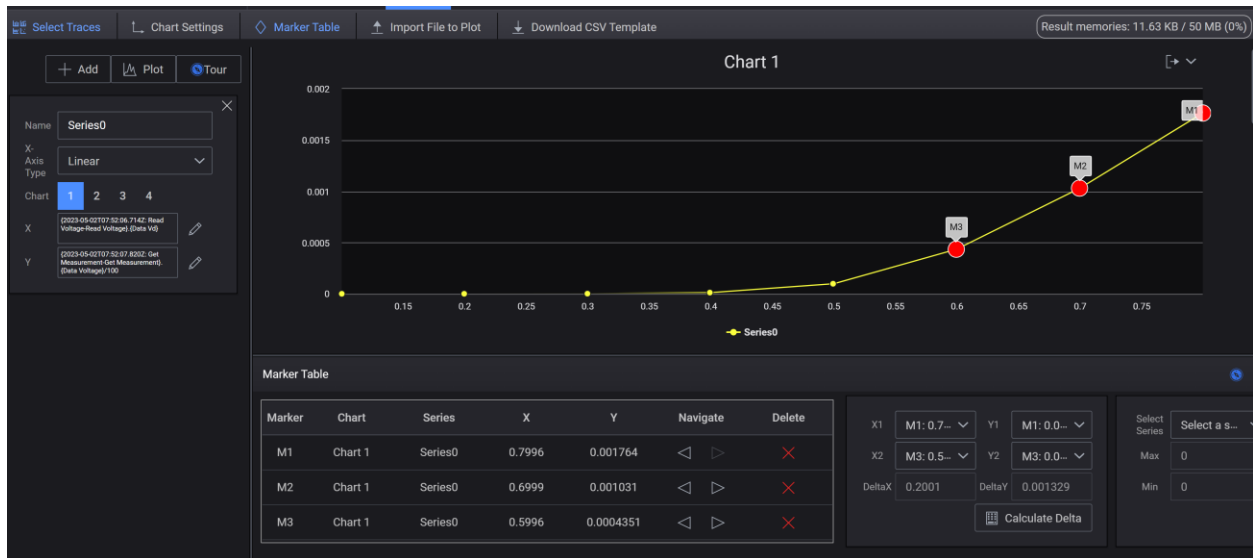 Select Traces
Chart Settings
Marker Table
Import File to Plot
Download CSV Template
Result memories: 11.63 KB / 50 MB (0%)
+ Add
Plot
Tour
Name
Series0
X-
Axis
Type
Linear
Chart
1 2 3 4
X
{2023-05-02T07:52:06.714Z: Read
Voltage-Read Voltage}.{Data Vd}
Y
{2023-05-02T07:52:07.820Z: Get
Measurement-Get Measurement}.
{Data Voltage}/100
Chart 1
0.002
0.0015
0.001
0.0005
0
M1
M2
M3
0.15 0.2 0.25 0.3 0.35 0.4 0.45 0.5 0.55 0.6 0.65 0.7 0.75
Series0
Marker Table
Marker Chart Series X Y Navigate Delete
M1 Chart 1 Series0 0.7996 0.001764
M2 Chart 1 Series0 0.6999 0.001031
M3 Chart 1 Series0 0.5996 0.0004351
X1 M1: 0.7... Y1 M1: 0.0...
X2 M3: 0.5... Y2 M3: 0.0...
DeltaX 0.2001 DeltaY 0.001329
Calculate Delta
Select
Series
Select a s...
Max 0
Min 0